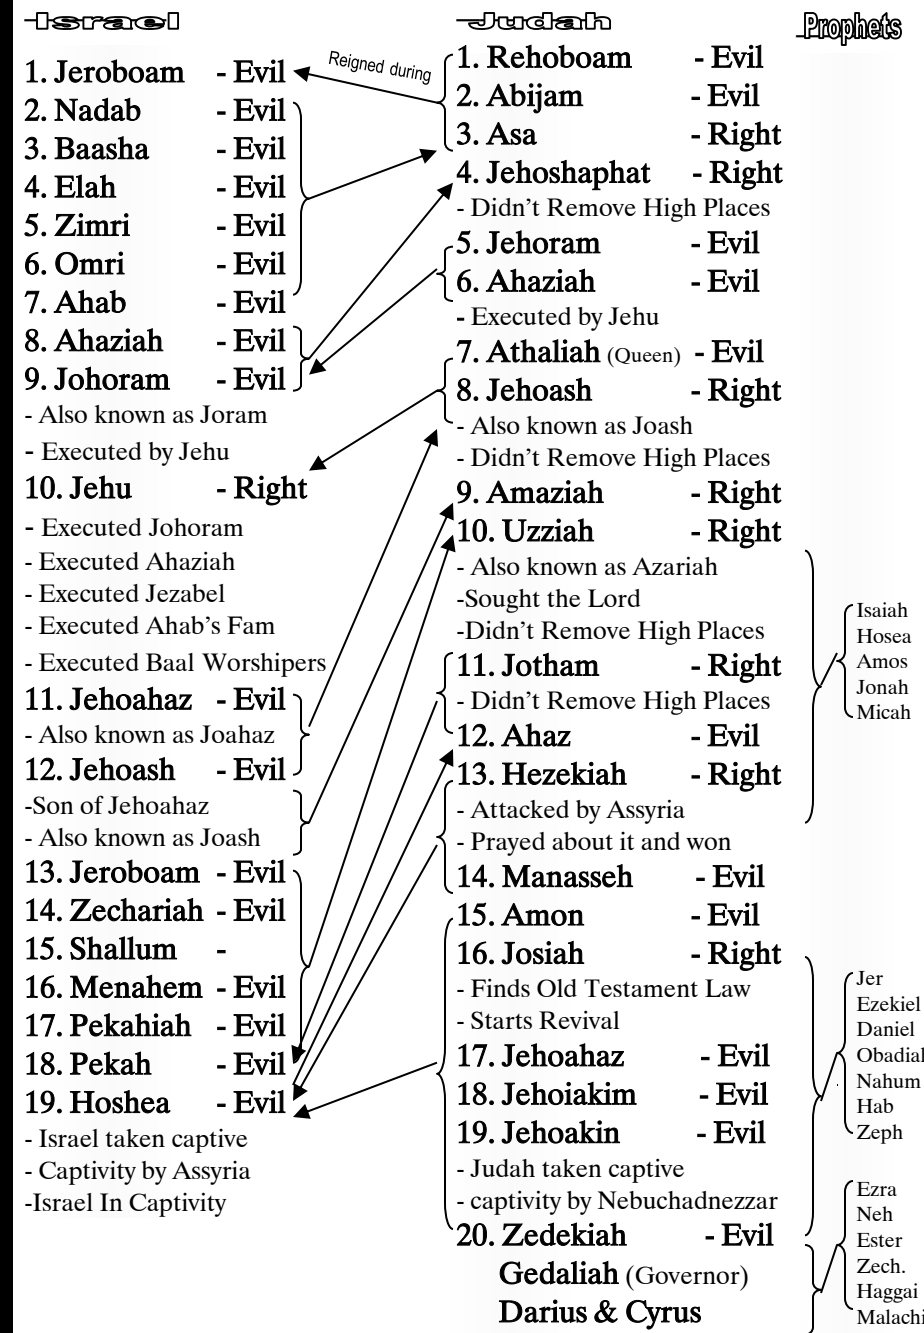 Israel
1. Jeroboam - Evil
2. Nadab - Evil
3. Baasha - Evil
4. Elah - Evil
5. Zimri - Evil
6. Omri - Evil
7. Ahab - Evil
8. Ahaziah - Evil
9. Johoram - Evil
- Also known as Joram
- Executed by Jehu
10. Jehu - Right
- Executed Johoram
- Executed Ahaziah
- Executed Jezabel
- Executed Ahab's Fam
- Executed Baal Worshipers
11. Jehoahaz - Evil
- Also known as Joahaz
12. Jehoash - Evil
-Son of Jehoahaz
- Also known as Joash
13. Jeroboam - Evil
14. Zechariah - Evil
15. Shallum -
16. Menahem - Evil
17. Pekahiah - Evil
18. Pekah - Evil
19. Hoshea - Evil
- Israel taken captive
- Captivity by Assyria
-Israel In Captivity
Reigned during
Judah
1. Rehoboam - Evil
2. Abijam - Evil
3. Asa - Right
4. Jehoshaphat - Right
- Didn't Remove High Places
5. Jehoram - Evil
6. Ahaziah - Evil
- Executed by Jehu
7. Athaliah (Queen) - Evil
8. Jehoash - Right
- Also known as Joash
- Didn't Remove High Places
9. Amaziah - Right
10. Uzziah - Right
- Also known as Azariah
-Sought the Lord
-Didn't Remove High Places
11. Jotham - Right
- Didn't Remove High Places
12. Ahaz - Evil
13. Hezekiah - Right
- Attacked by Assyria
- Prayed about it and won
14. Manasseh - Evil
15. Amon - Evil
16. Josiah - Right
- Finds Old Testament Law
- Starts Revival
17. Jehoahaz - Evil
18. Jehoiakim - Evil
19. Jehoakin - Evil
- Judah taken captive
- captivity by Nebuchadnezzar
20. Zedekiah - Evil
Gedaliah (Governor)
Darius & Cyrus
Prophets
Isaiah
Hosea
Amos
Jonah
Micah
Jer
Ezekiel
Daniel
Obadiah
Nahum
Hab
Zeph
Ezra
Neh
Ester
Zech.
Haggai
Malachi